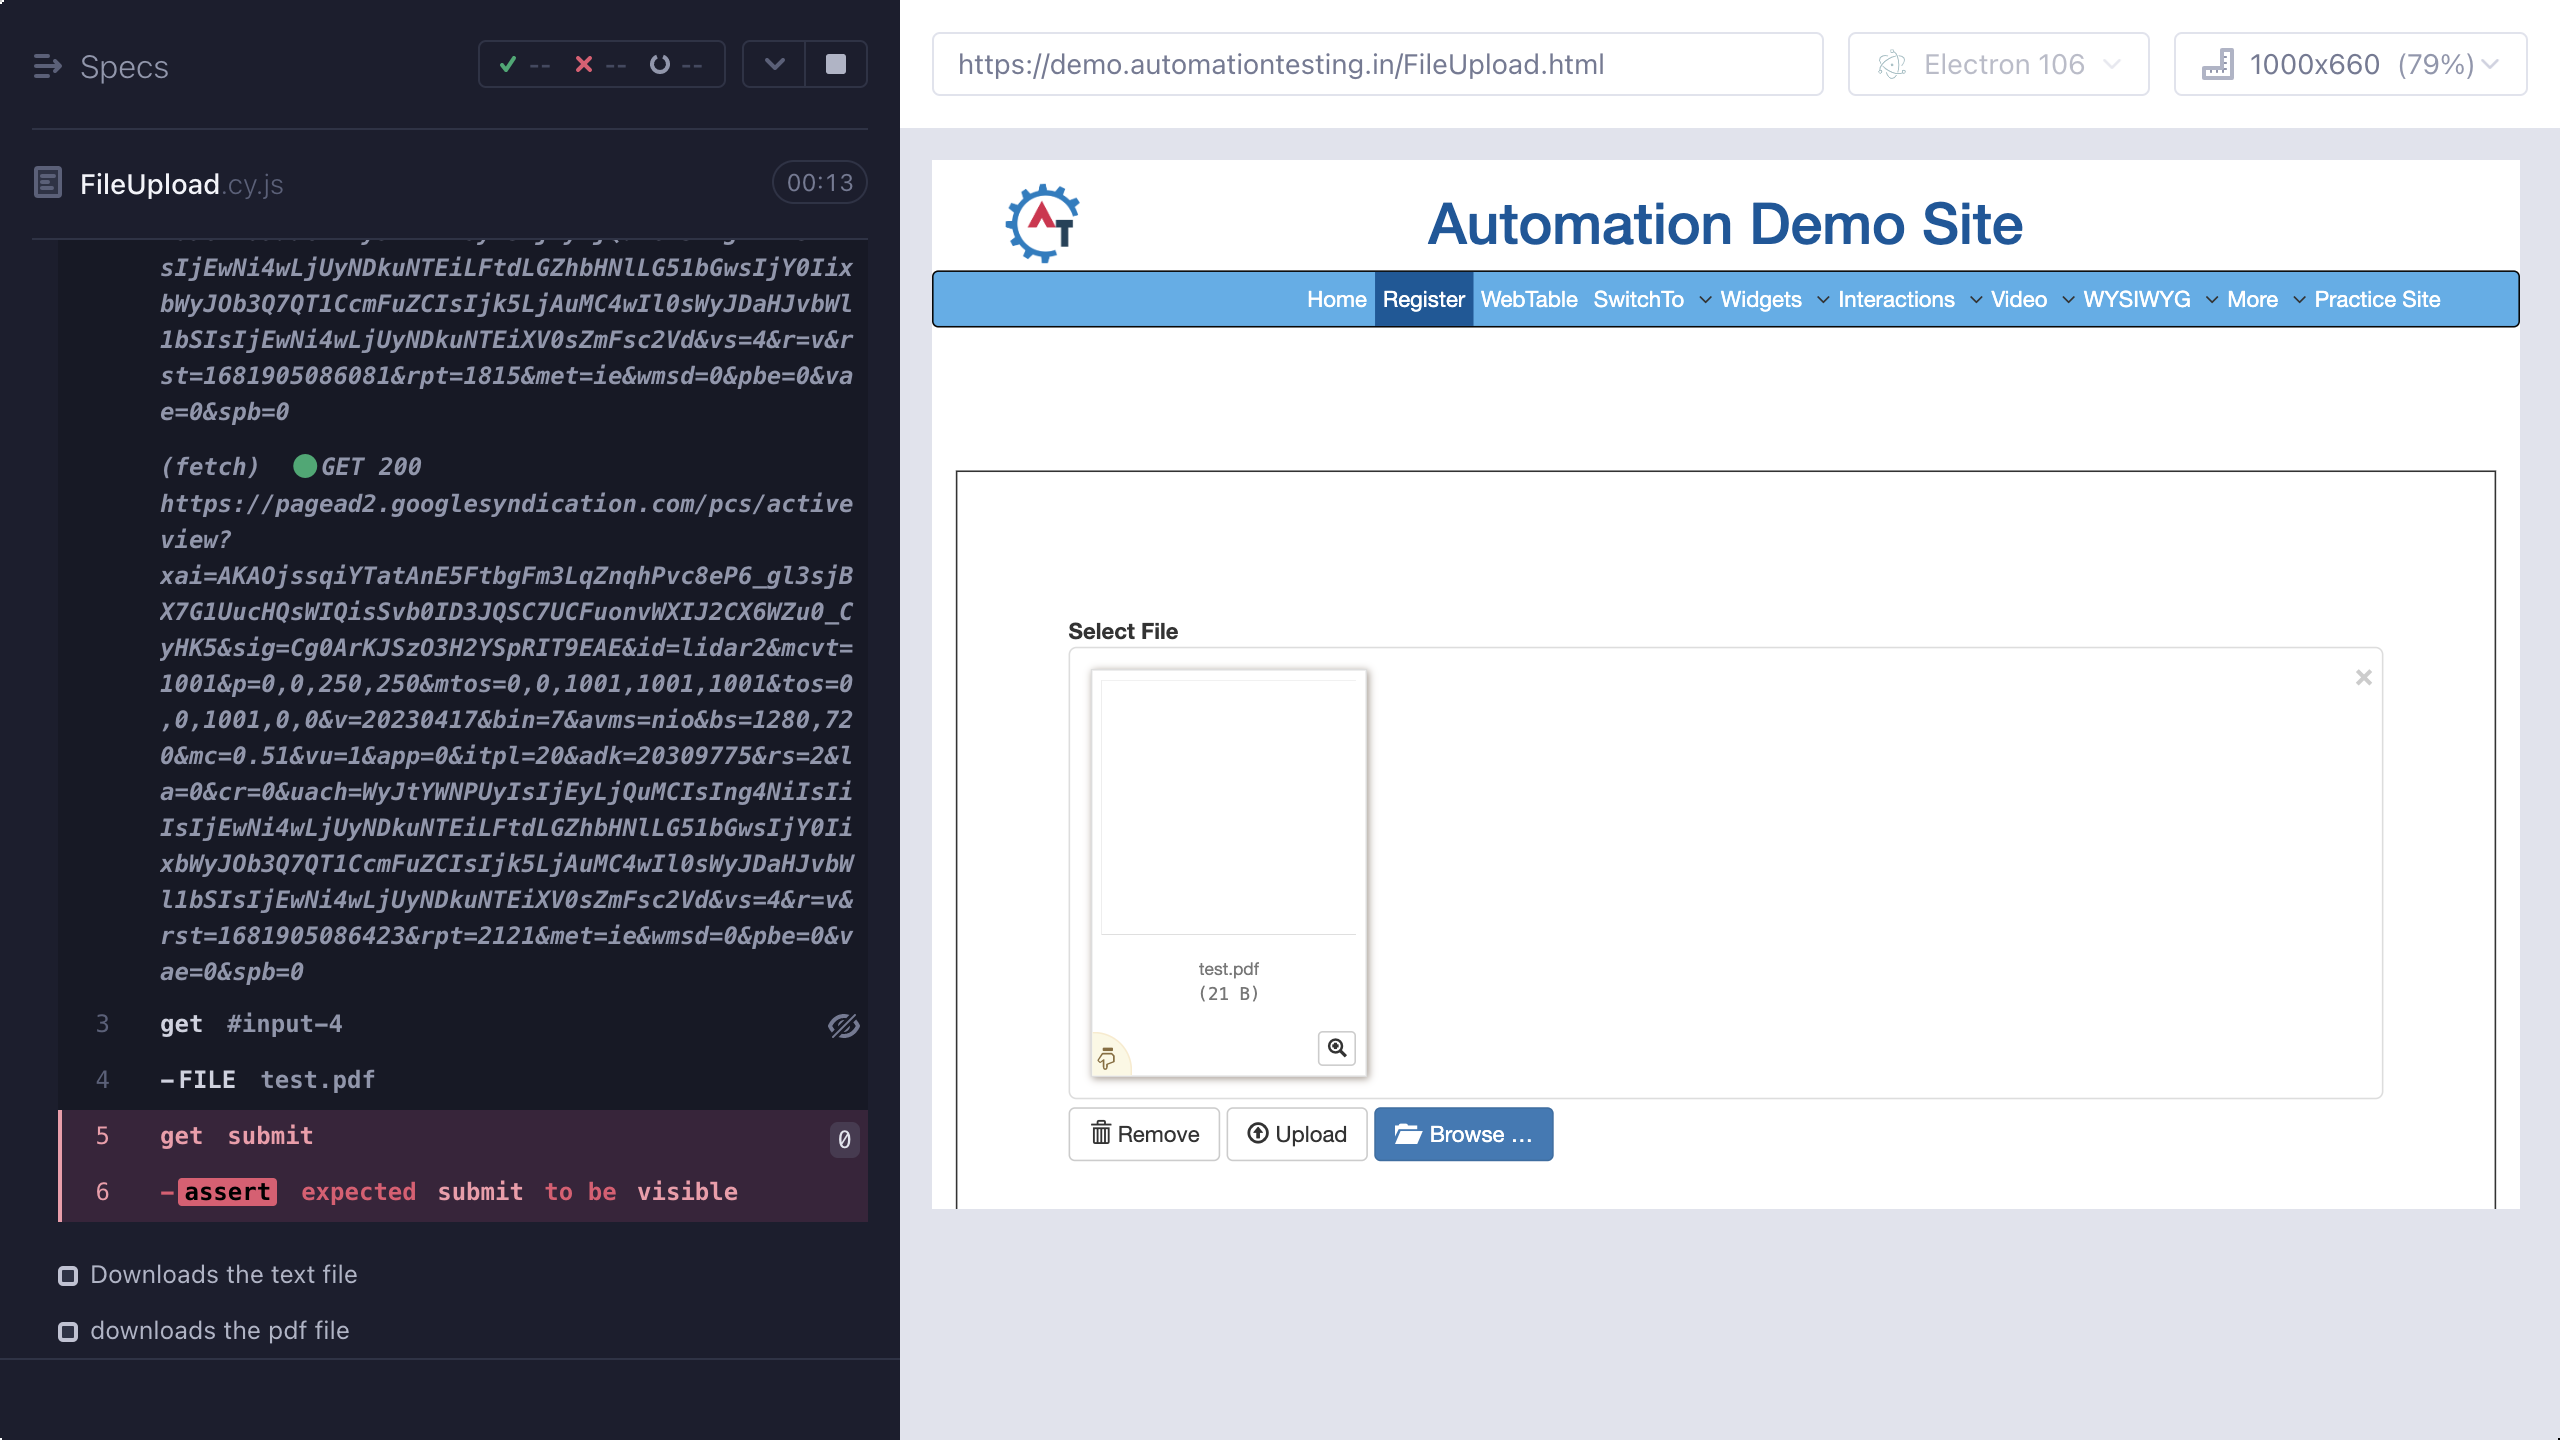 Specs
-- -- --
FileUpload.cy.js
00:13
sIjEwNi4wLjUyNDkuNTEiLFtdLGZhbHNlLG51bGwsIjY0Iix
bWyJOb3Q7QT1CcmFuZCIsIjk5LjAuMC4wIl0sWyJDaHJvbWl
1bSIsIjEwNi4wLjUyNDkuNTEiXV0sZmFsc2Vd&vs=4&r=v&r
st=1681905086081&rpt=1815&met=ie&wmsd=0&pbe=0&va
e=0&spb=0
(fetch) GET 200
https://pagead2.googlesyndication.com/pcs/active
view?
xai=AKAOjssqiYTatAnE5FtbgFm3LqZnqhPvc8eP6_gl3sjB
X7G1UucHQsWIQisSvb0ID3JQSC7UCFuonvWXIJ2CX6WZu0_C
yHK5&sig=Cg0ArKJSzO3H2YSpRIT9EAE&id=lidar2&mcvt=
1001&p=0,0,250,250&mtos=0,0,1001,1001,1001&tos=0
,0,1001,0,0&v=20230417&bin=7&avms=nio&bs=1280,72
0&mc=0.51&vu=1&app=0&itpl=20&adk=20309775&rs=2&l
a=0&cr=0&uach=WyJtYWNPUyIsIjEyLjQuMCIsIng4NiIsIi
IsIjEwNi4wLjUyNDkuNTEiLFtdLGZhbHNlLG51bGwsIjY0Ii
xbWyJOb3Q7QT1CcmFuZCIsIjk5LjAuMC4wIl0sWyJDaHJvbW
l1bSIsIjEwNi4wLjUyNDkuNTEiXV0sZmFsc2Vd&vs=4&r=v&
rst=1681905086423&rpt=2121&met=ie&wmsd=0&pbe=0&v
ae=0&spb=0
3 get #input-4
4 -FILE test.pdf
5 get submit 0
6 -assert expected submit to be visible
Downloads the text file
downloads the pdf file
https://demo.automationtesting.in/FileUpload.html
Electron 106
1000x660 (79%)
AT
Automation Demo Site
Home Register WebTable SwitchTo Widgets Interactions Video WYSIWYG More Practice Site
Select File
×
test.pdf
(21 B)
Remove Upload Browse …